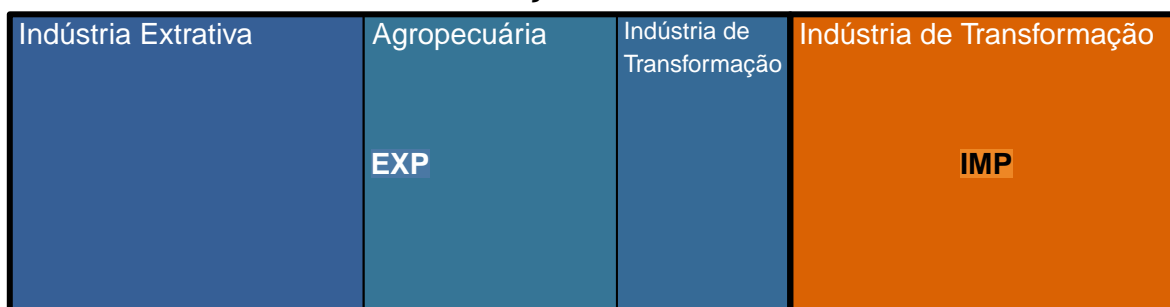 Indústria Extrativa
Agropecuária
Indústria de
Transformação
Indústria de Transformação
EXP
IMP